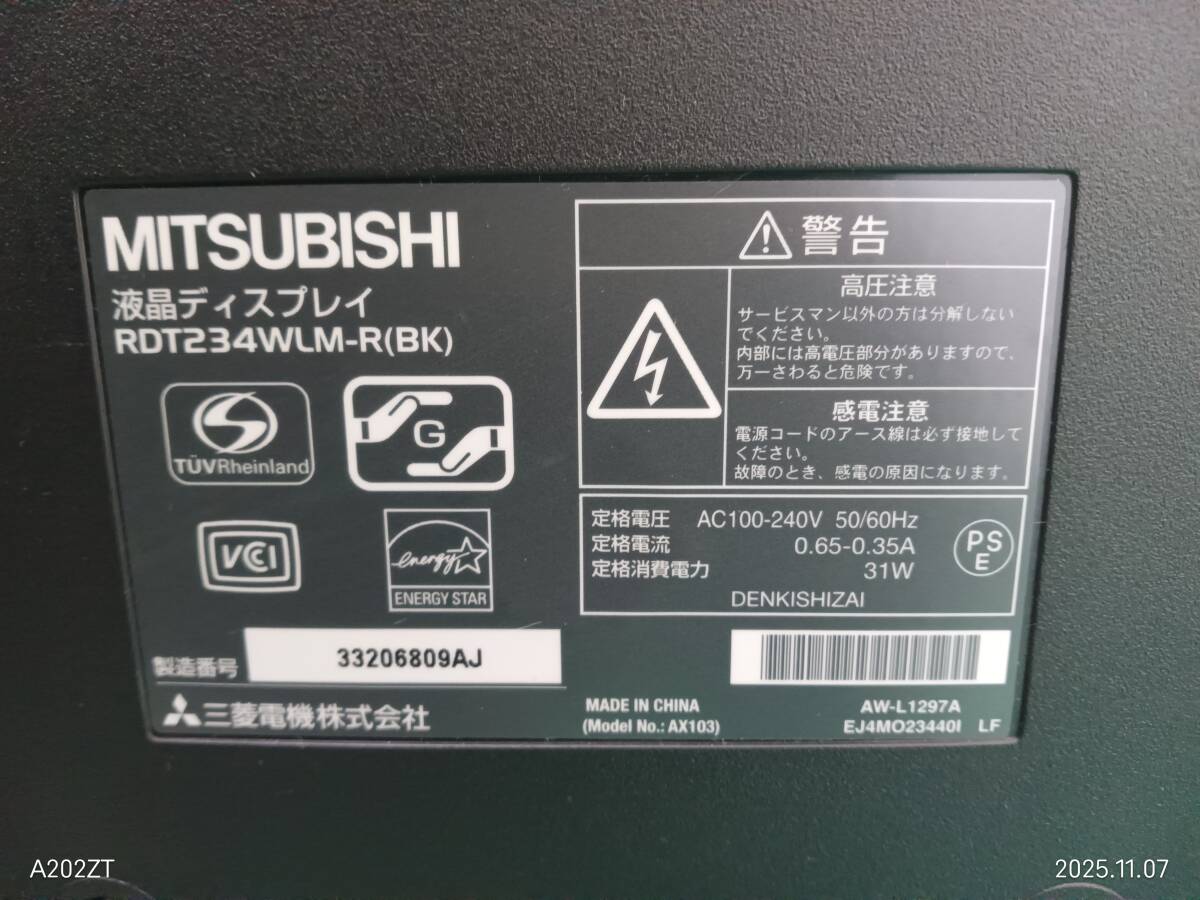 MITSUBISHI
液晶ディスプレイ
RDT234WLM-R(BK)
TÜVRheinland
G
VCCI
energy
ENERGY STAR
製造番号
33206809AJ
三菱電機株式会社
警告
高圧注意
サービスマン以外の方は分解しない
でください。
内部には高電圧部分がありますので、
万一さわると危険です。
感電注意
電源コードのアース線は必ず接地して
ください。
故障のとき、感電の原因になります。
定格電圧 AC100-240V 50/60Hz
定格電流 0.65-0.35A
定格消費電力 31W
PS
E
DENKISHIZAI
MADE IN CHINA
(Model No.: AX103)
AW-L1297A
EJ4MO23440I LF
A202ZT
2025.11.07